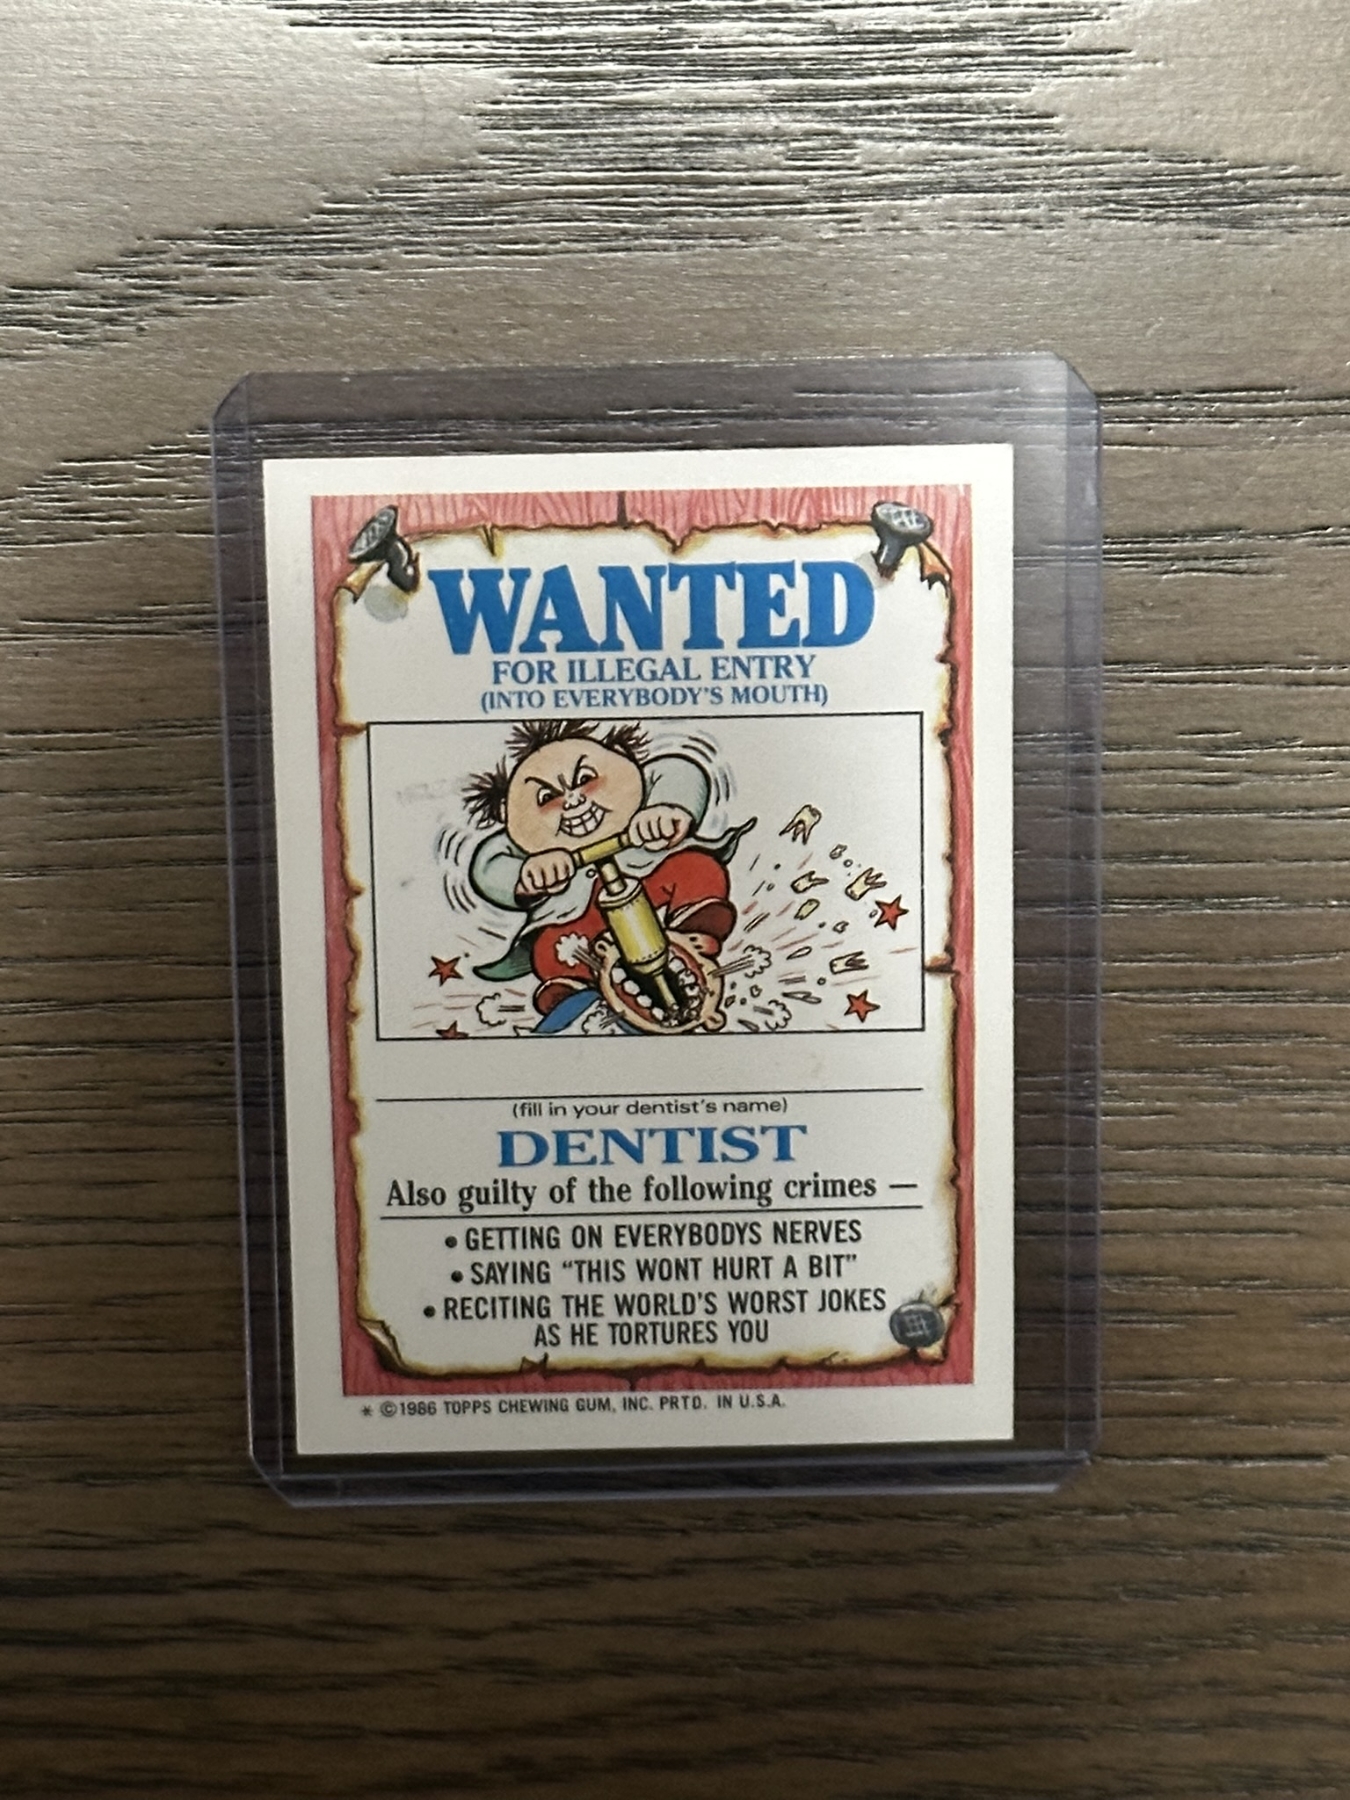 WANTED
FOR ILLEGAL ENTRY
(INTO EVERYBODY'S MOUTH)
(fill in your dentist's name)
DENTIST
Also guilty of the following crimes —
• GETTING ON EVERYBODYS NERVES
• SAYING “THIS WONT HURT A BIT”
• RECITING THE WORLD'S WORST JOKES
AS HE TORTURES YOU
* ©1986 TOPPS CHEWING GUM, INC. PRTD. IN U.S.A.